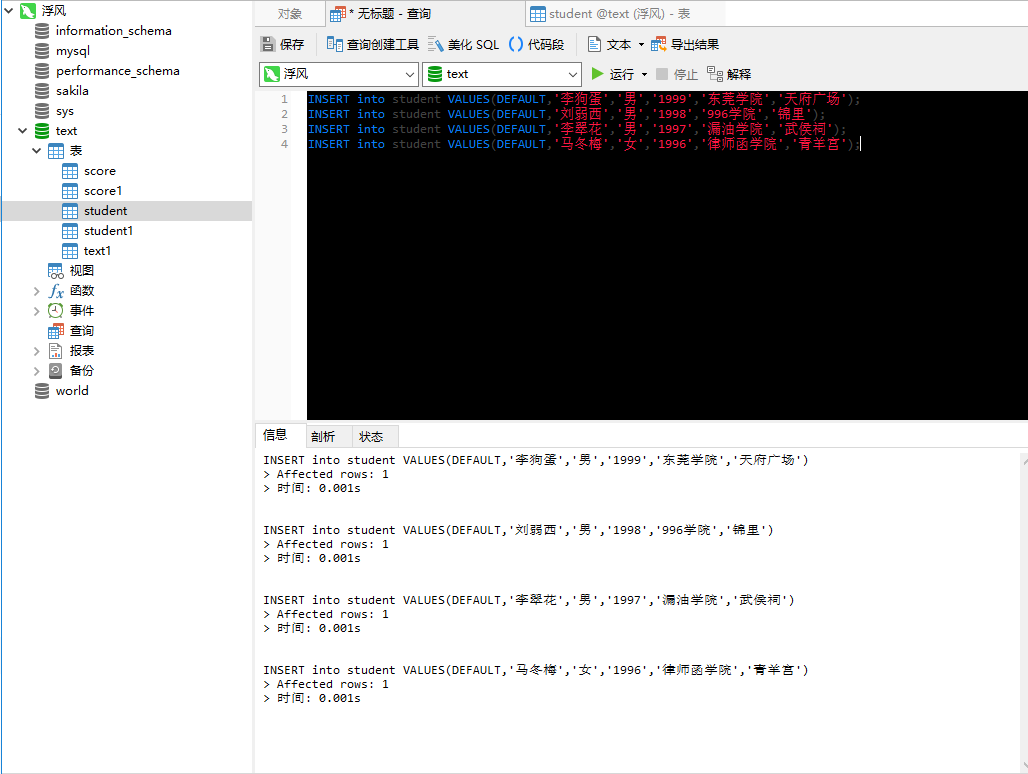 浮风
information_schema
mysql
performance_schema
sakila
sys
text
表
score
score1
student
student1
text1
视图
函数
事件
查询
报表
备份
world
对象
* 无标题 - 查询
student @text (浮风) - 表
保存 查询创建工具 美化 SQL 代码段 文本 导出结果
浮风 text 运行 停止 解释
1 INSERT into student VALUES(DEFAULT,'李狗蛋','男','1999','东莞学院','天府广场');
2 INSERT into student VALUES(DEFAULT,'刘弱西','男','1998','996学院','锦里');
3 INSERT into student VALUES(DEFAULT,'李翠花','男','1997','漏油学院','武侯祠');
4 INSERT into student VALUES(DEFAULT,'马冬梅','女','1996','律师函学院','青羊宫');
信息 剖析 状态
INSERT into student VALUES(DEFAULT,'李狗蛋','男','1999','东莞学院','天府广场')
> Affected rows: 1
> 时间: 0.001s
INSERT into student VALUES(DEFAULT,'刘弱西','男','1998','996学院','锦里')
> Affected rows: 1
> 时间: 0.001s
INSERT into student VALUES(DEFAULT,'李翠花','男','1997','漏油学院','武侯祠')
> Affected rows: 1
> 时间: 0.001s
INSERT into student VALUES(DEFAULT,'马冬梅','女','1996','律师函学院','青羊宫')
> Affected rows: 1
> 时间: 0.001s